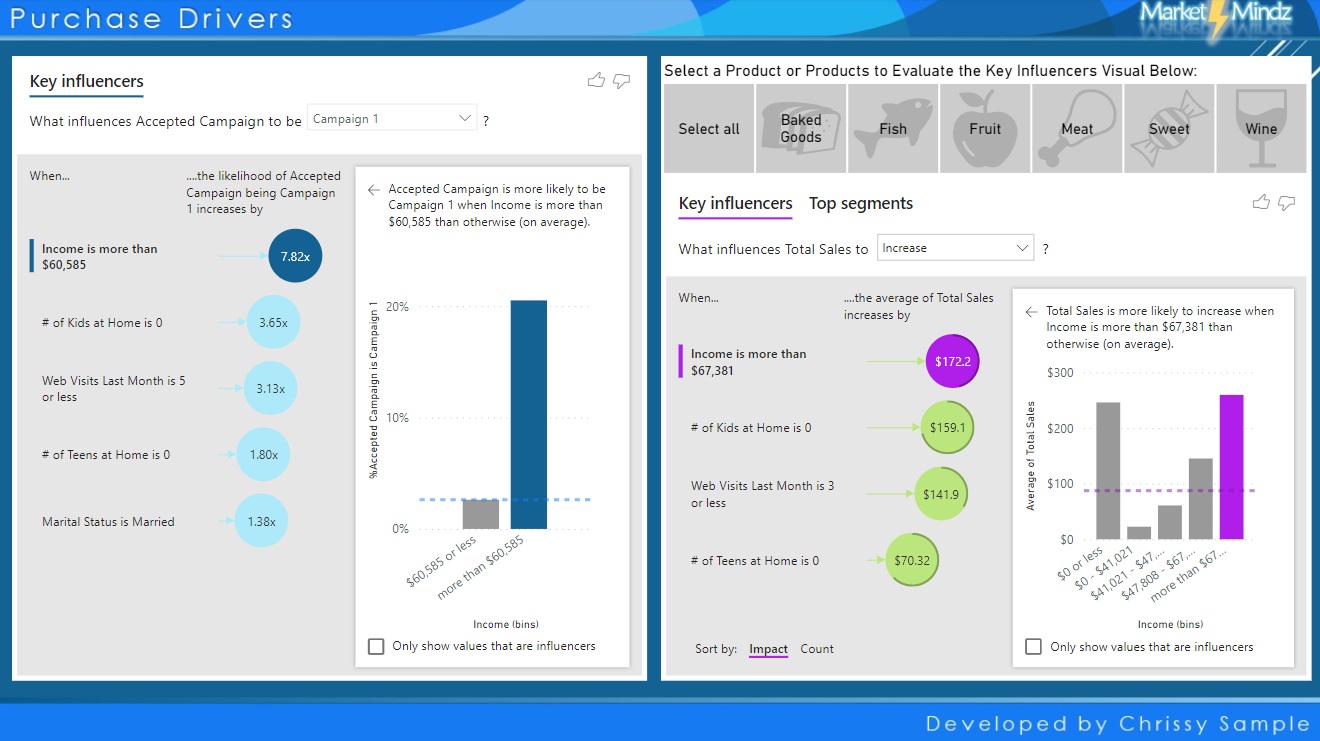 Purchase Drivers
Market Mindz
Key influencers
What influences Accepted Campaign to be
Campaign 1
?
When...
....the likelihood of Accepted
Campaign being Campaign
1 increases by
Income is more than
$60,585
7.82x
# of Kids at Home is 0
3.65x
Web Visits Last Month is 5
or less
3.13x
# of Teens at Home is 0
1.80x
Marital Status is Married
1.38x
Accepted Campaign is more likely to be
Campaign 1 when Income is more than
$60,585 than otherwise (on average).
%Accepted Campaign is Campaign 1
20%
10%
0%
$60,585 or less
more than $60,585
Income (bins)
Only show values that are influencers
Select a Product or Products to Evaluate the Key Influencers Visual Below:
Select all
Baked
Goods
Fish
Fruit
Meat
Sweet
Wine
Key influencers
Top segments
What influences Total Sales to
Increase
?
When...
....the average of Total Sales
increases by
Income is more than
$67,381
$172.2
# of Kids at Home is 0
$159.1
Web Visits Last Month is 3
or less
$141.9
# of Teens at Home is 0
$70.32
Sort by:
Impact
Count
Total Sales is more likely to increase when
Income is more than $67,381 than
otherwise (on average).
Average of Total Sales
$300
$200
$100
$0
$0 or less
$0 - $41,021
$41,021 - $47,...
$47,808 - $67,...
more than $67...
Income (bins)
Only show values that are influencers
Developed by Chrissy Sample